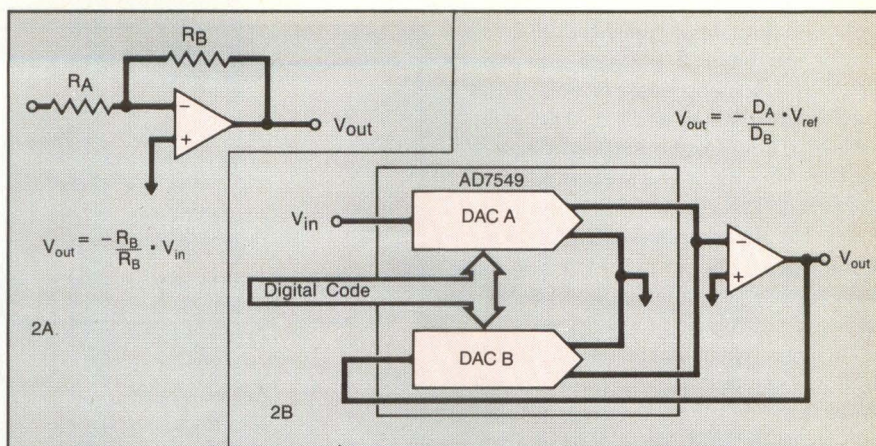 R_A
R_B
−
+
V_out
V_out = −R_B/R_B · V_in
2A
V_out = − D_A/D_B · V_ref
AD7549
V_in
DAC A
Digital Code
DAC B
−
+
V_out
2B